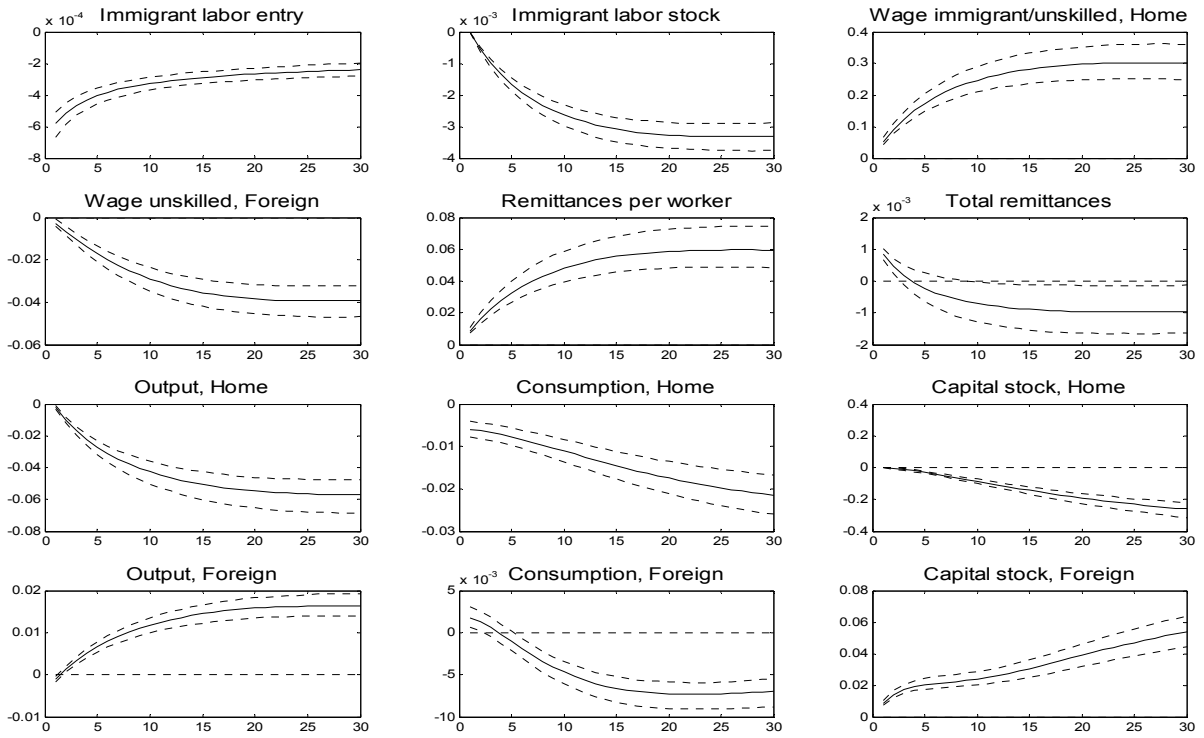 x 10^-4 Immigrant labor entry
0
-2
-4
-6
-8
0 5 10 15 20 25 30
x 10^-3 Immigrant labor stock
0
-1
-2
-3
-4
0 5 10 15 20 25 30
Wage immigrant/unskilled, Home
0.4
0.3
0.2
0.1
0
0 5 10 15 20 25 30
Wage unskilled, Foreign
0
-0.02
-0.04
-0.06
0 5 10 15 20 25 30
Remittances per worker
0.08
0.06
0.04
0.02
0
0 5 10 15 20 25 30
Total remittances
x 10^-3
2
1
0
-1
-2
0 5 10 15 20 25 30
Output, Home
0
-0.02
-0.04
-0.06
-0.08
0 5 10 15 20 25 30
Consumption, Home
0
-0.01
-0.02
-0.03
0 5 10 15 20 25 30
Capital stock, Home
0.4
0.2
0
-0.2
-0.4
0 5 10 15 20 25 30
Output, Foreign
0.02
0.01
0
-0.01
0 5 10 15 20 25 30
x 10^-3 Consumption, Foreign
5
0
-5
-10
0 5 10 15 20 25 30
Capital stock, Foreign
0.08
0.06
0.04
0.02
0
0 5 10 15 20 25 30